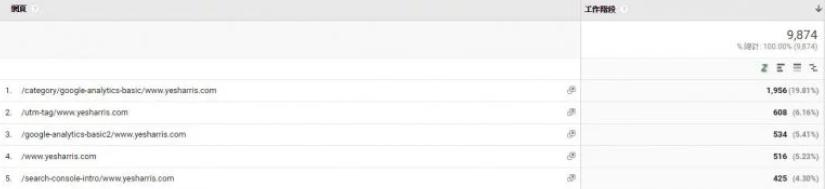 網頁 工作階段
9,874
% 總計: 100.00% (9,874)
1. /category/google-analytics-basic/www.yesharris.com 1,956 (19.81%)
2. /utm-tag/www.yesharris.com 608 (6.16%)
3. /google-analytics-basic2/www.yesharris.com 534 (5.41%)
4. /www.yesharris.com 516 (5.23%)
5. /search-console-intro/www.yesharris.com 425 (4.30%)